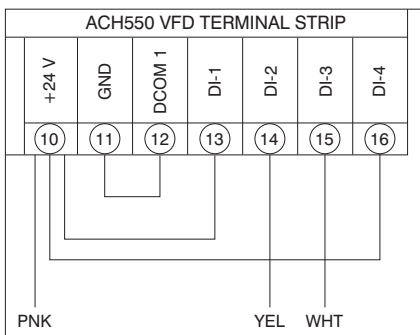 ACH550 VFD TERMINAL STRIP
+24 V
GND
DCOM 1
DI-1
DI-2
DI-3
DI-4
10 11 12 13 14 15 16
PNK YEL WHT